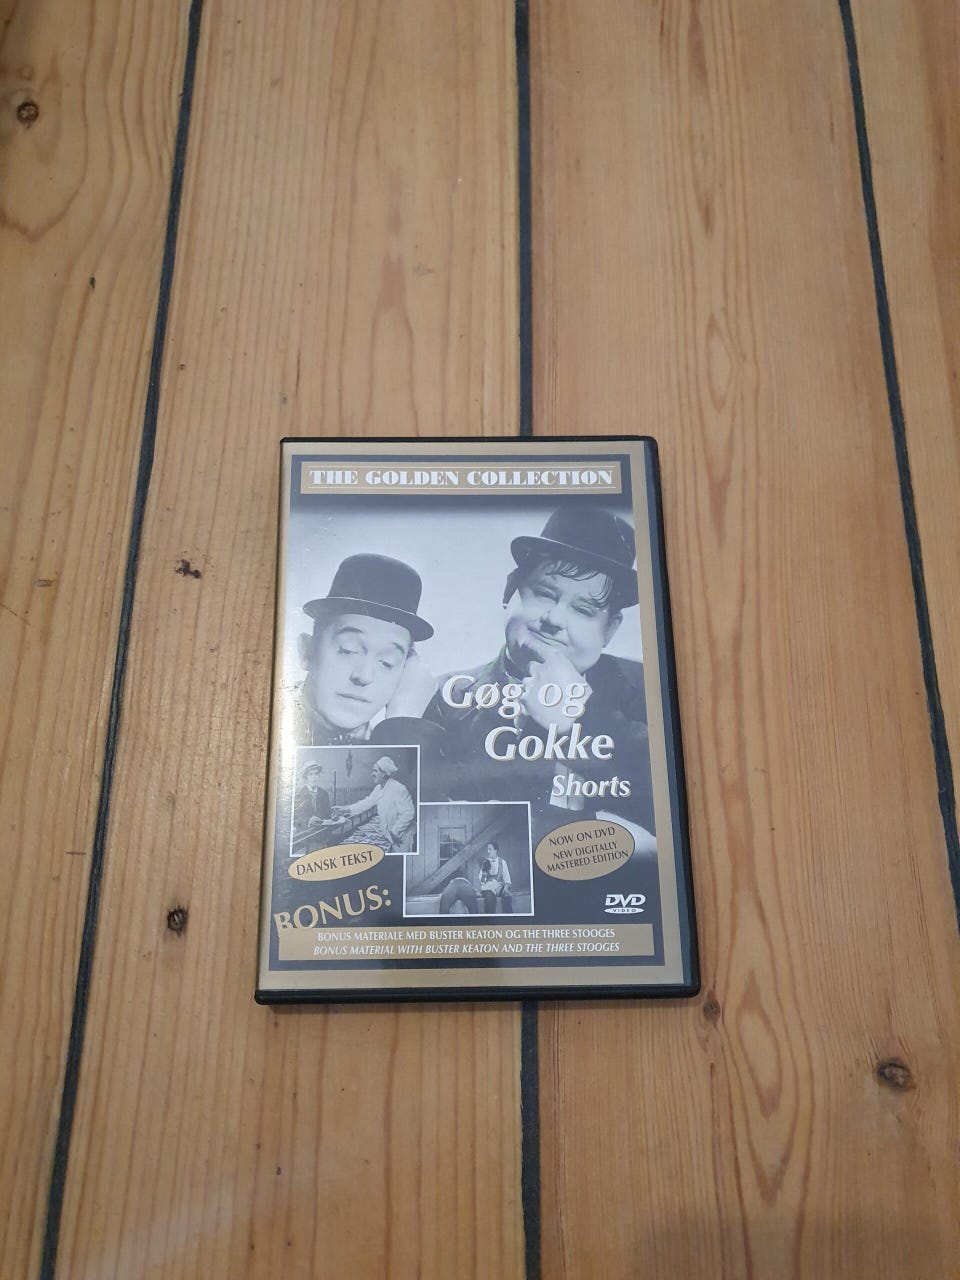 THE GOLDEN COLLECTION
Gøg og
Gokke
Shorts
DANSK TEKST
NOW ON DVD
NEW DIGITALLY
MASTERED EDITION
BONUS:
DVD
VIDEO
BONUS MATERIALE MED BUSTER KEATON OG THE THREE STOOGES
BONUS MATERIAL WITH BUSTER KEATON AND THE THREE STOOGES